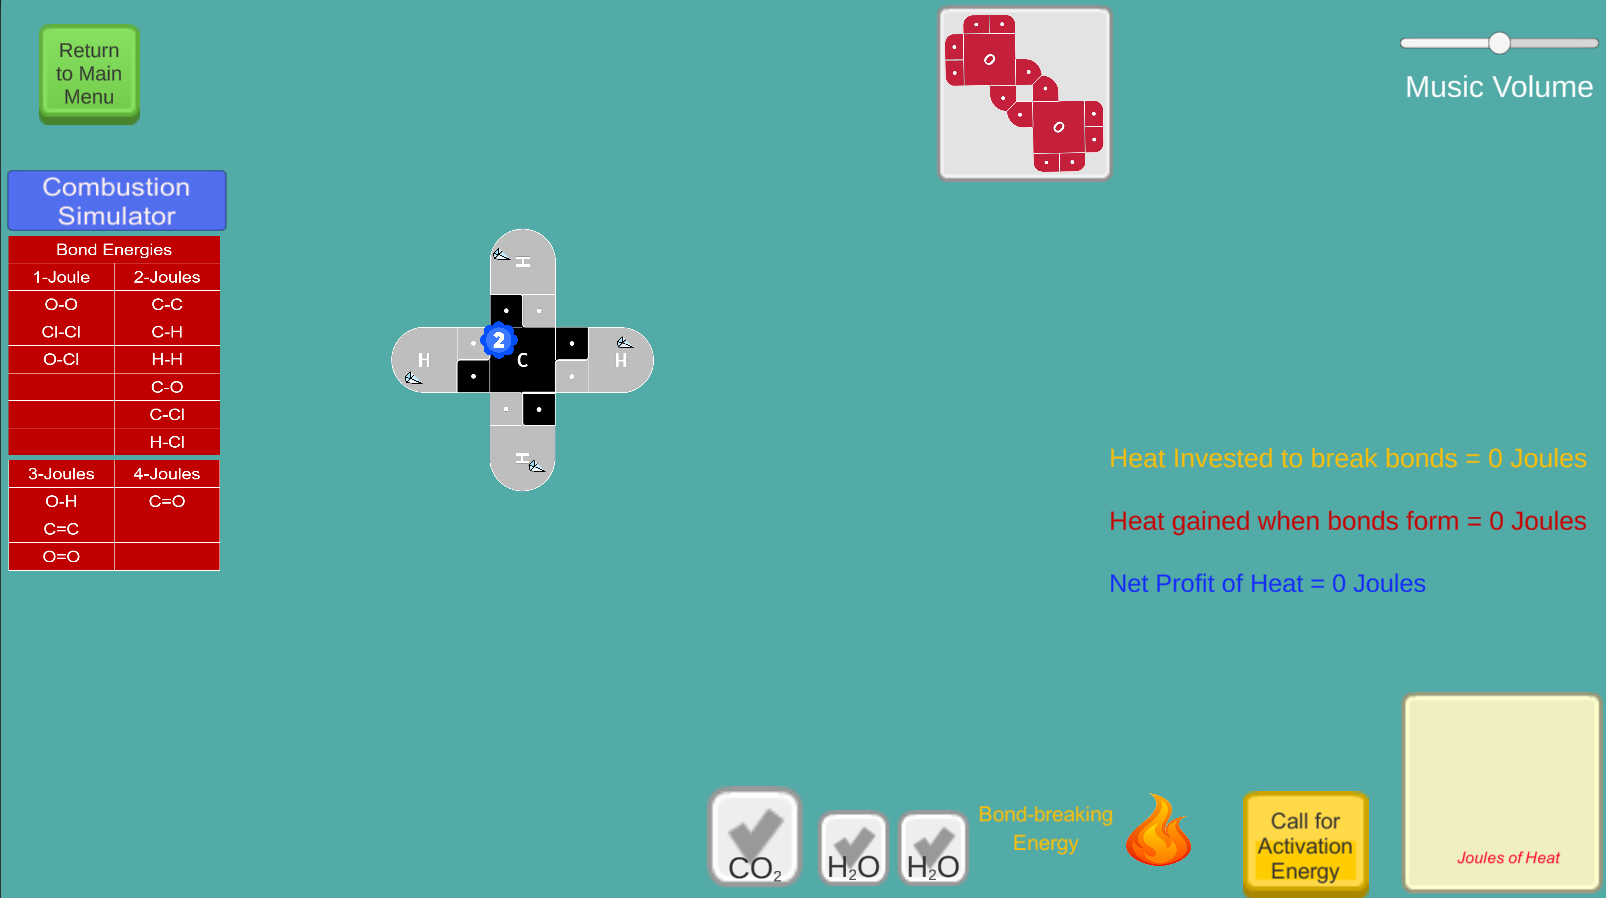 Return
to Main
Menu
Music Volume
Combustion
Simulator
Bond Energies
1-Joule 2-Joules
O-O C-C
Cl-Cl C-H
O-Cl H-H
C-O
C-Cl
H-Cl
3-Joules 4-Joules
O-H C=O
C=C
O=O
O
O
H
2
H C H
H
Heat Invested to break bonds = 0 Joules
Heat gained when bonds form = 0 Joules
Net Profit of Heat = 0 Joules
CO₂
H₂O
H₂O
Bond-breaking
Energy
Call for
Activation
Energy
Joules of Heat